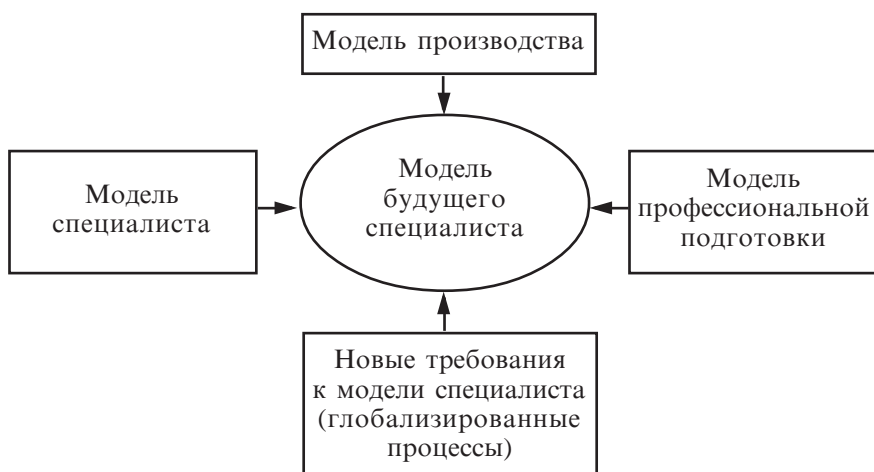 Модель производства
Модель
специалиста
Модель
будущего
специалиста
Модель
профессиональной
подготовки
Новые требования
к модели специалиста
(глобализированные
процессы)